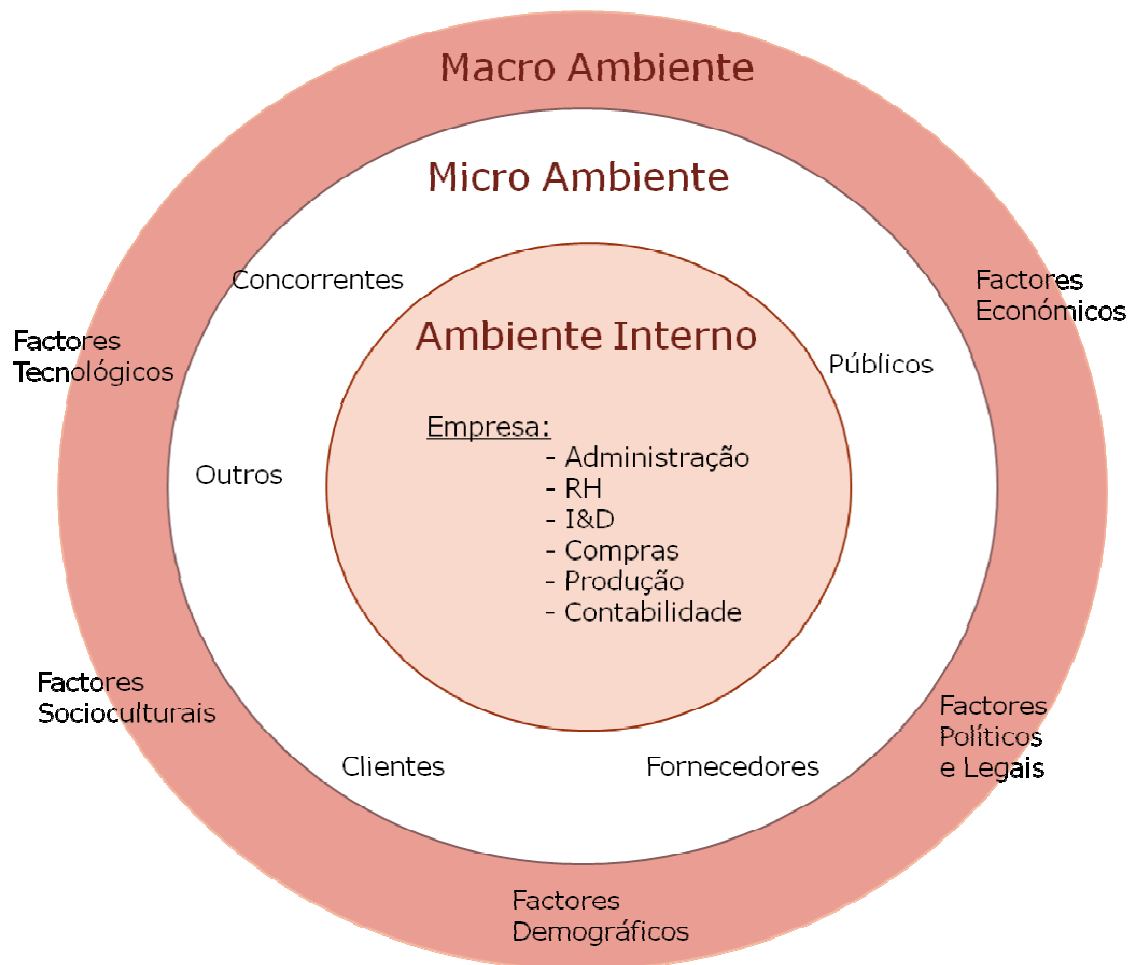 Macro Ambiente
Micro Ambiente
Concorrentes
Factores
Económicos
Ambiente Interno
Factores
Tecnológicos
Públicos
Empresa:
- Administração
- RH
- I&D
- Compras
- Produção
- Contabilidade
Outros
Factores
Socioculturais
Factores
Políticos
e Legais
Clientes
Fornecedores
Factores
Demográficos